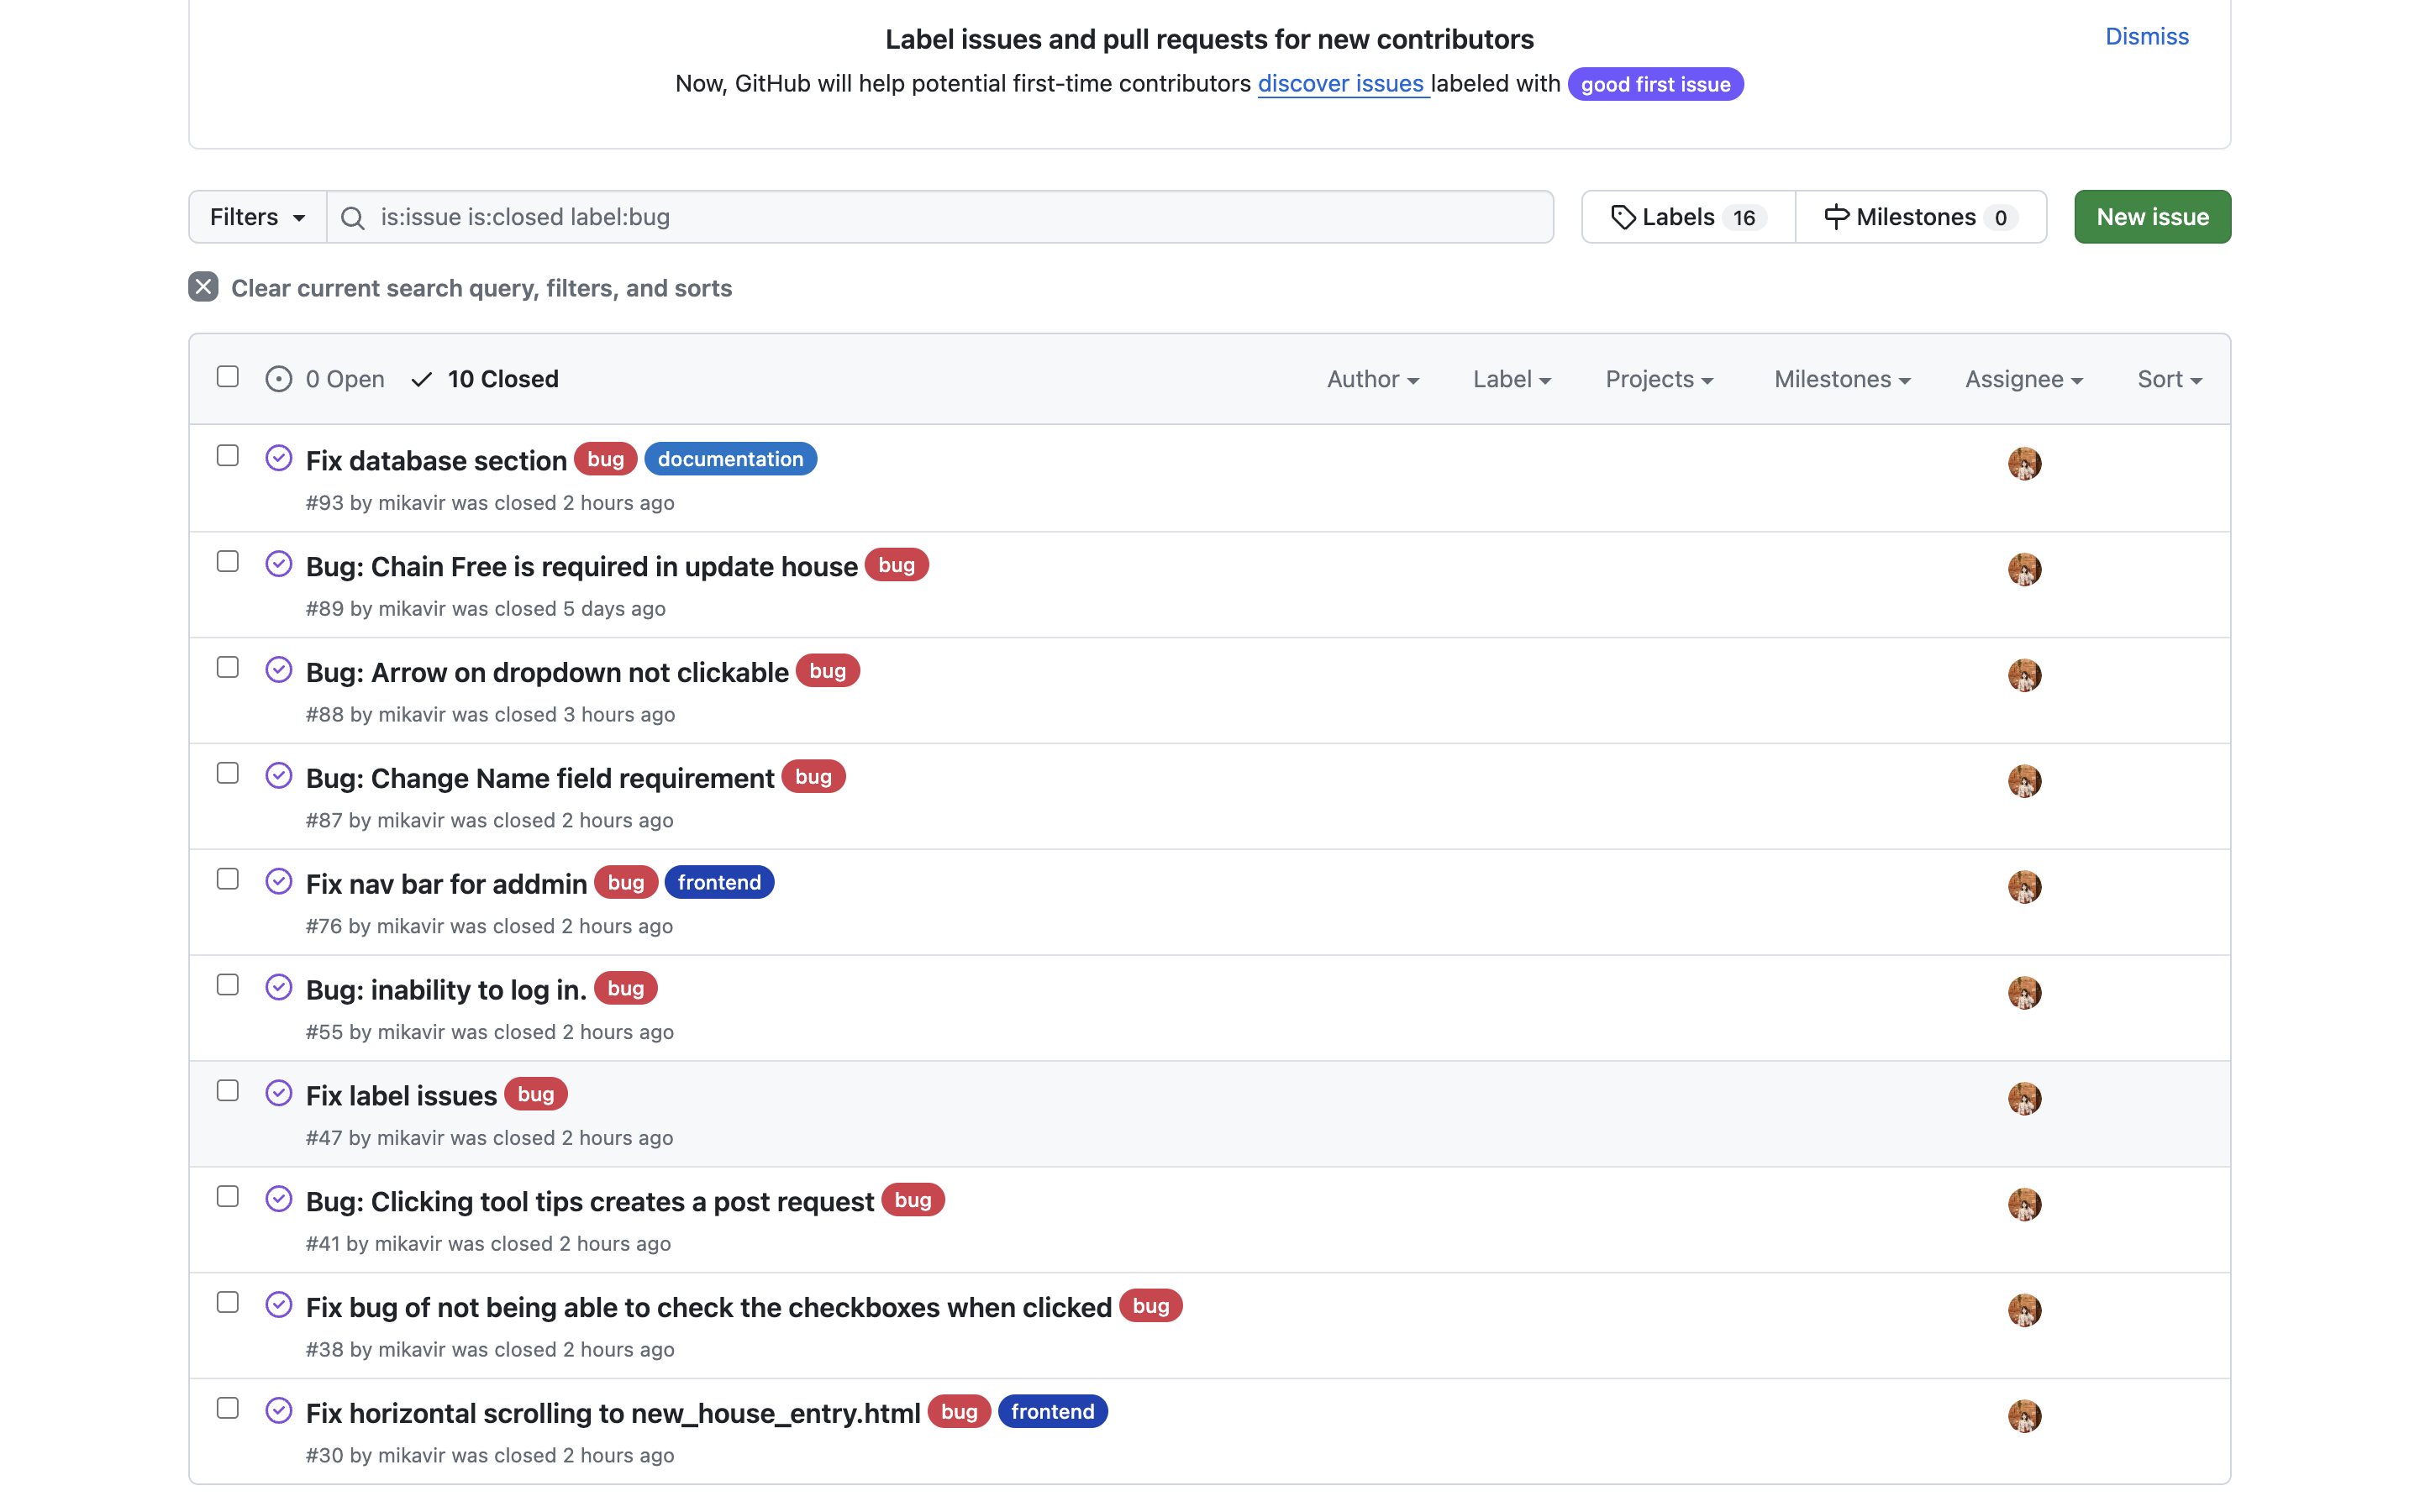 Label issues and pull requests for new contributors
Dismiss
Now, GitHub will help potential first-time contributors discover issues labeled with good first issue
Filters is:issue is:closed label:bug Labels 16 Milestones 0 New issue
Clear current search query, filters, and sorts
0 Open 10 Closed Author Label Projects Milestones Assignee Sort
Fix database section bug documentation
#93 by mikavir was closed 2 hours ago
Bug: Chain Free is required in update house bug
#89 by mikavir was closed 5 days ago
Bug: Arrow on dropdown not clickable bug
#88 by mikavir was closed 3 hours ago
Bug: Change Name field requirement bug
#87 by mikavir was closed 2 hours ago
Fix nav bar for addmin bug frontend
#76 by mikavir was closed 2 hours ago
Bug: inability to log in. bug
#55 by mikavir was closed 2 hours ago
Fix label issues bug
#47 by mikavir was closed 2 hours ago
Bug: Clicking tool tips creates a post request bug
#41 by mikavir was closed 2 hours ago
Fix bug of not being able to check the checkboxes when clicked bug
#38 by mikavir was closed 2 hours ago
Fix horizontal scrolling to new_house_entry.html bug frontend
#30 by mikavir was closed 2 hours ago